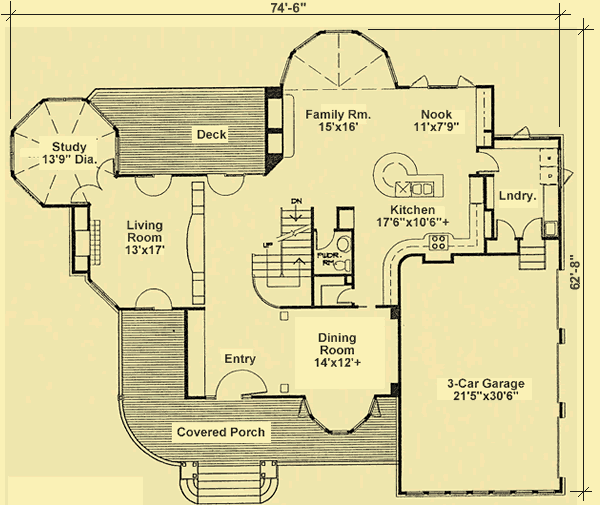 74'-6"
Family Rm.
15'x16'
Nook
11'x7'9"
Deck
Study
13'9" Dia.
Lndry.
DN
Kitchen
17'6"x10'6"+
Living
Room
13'x17'
UP
PWDR.
RM.
62'-8"
Dining
Room
14'x12'+
Entry
3-Car Garage
21'5"x30'6"
Covered Porch